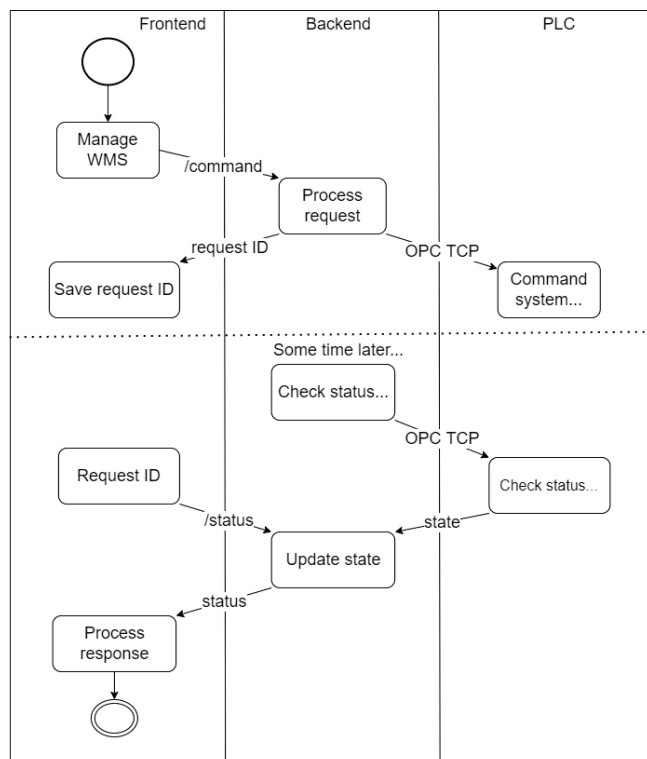 Frontend
Backend
PLC
Manage
WMS
/command
Process
request
request ID
OPC TCP
Save request ID
Command
system...
Some time later...
Check status...
OPC TCP
Request ID
Check status...
/status
state
Update state
status
Process
response